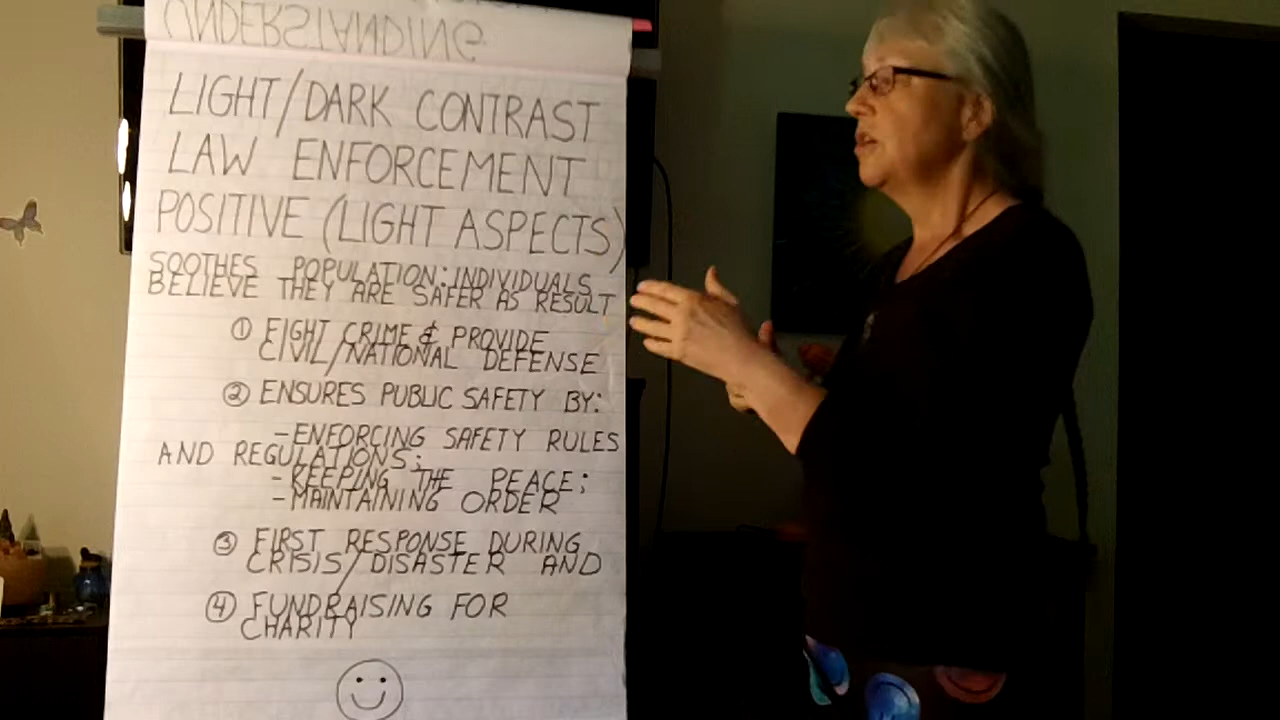 UNDERSTANDING
LIGHT/DARK CONTRAST
LAW ENFORCEMENT
POSITIVE (LIGHT ASPECTS)
SOOTHES POPULATION: INDIVIDUALS
BELIEVE THEY ARE SAFER AS RESULT
① FIGHT CRIME & PROVIDE
CIVIL/NATIONAL DEFENSE
② ENSURES PUBLIC SAFETY BY:
- ENFORCING SAFETY RULES
AND REGULATIONS;
- KEEPING THE PEACE;
- MAINTAINING ORDER
③ FIRST RESPONSE DURING
CRISIS/DISASTER AND
④ FUNDRAISING FOR
CHARITY